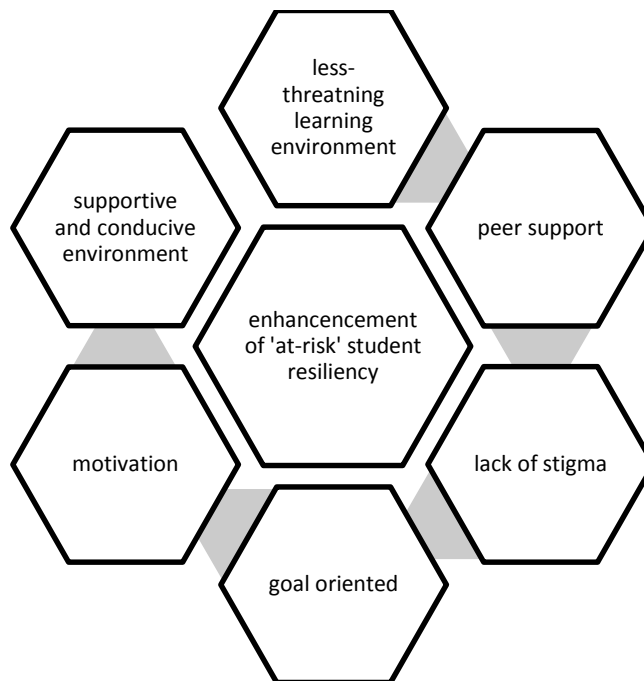 less-
threatning
learning
environment
peer support
lack of stigma
goal oriented
motivation
supportive
and conducive
environment
enhancencement
of 'at-risk' student
resiliency